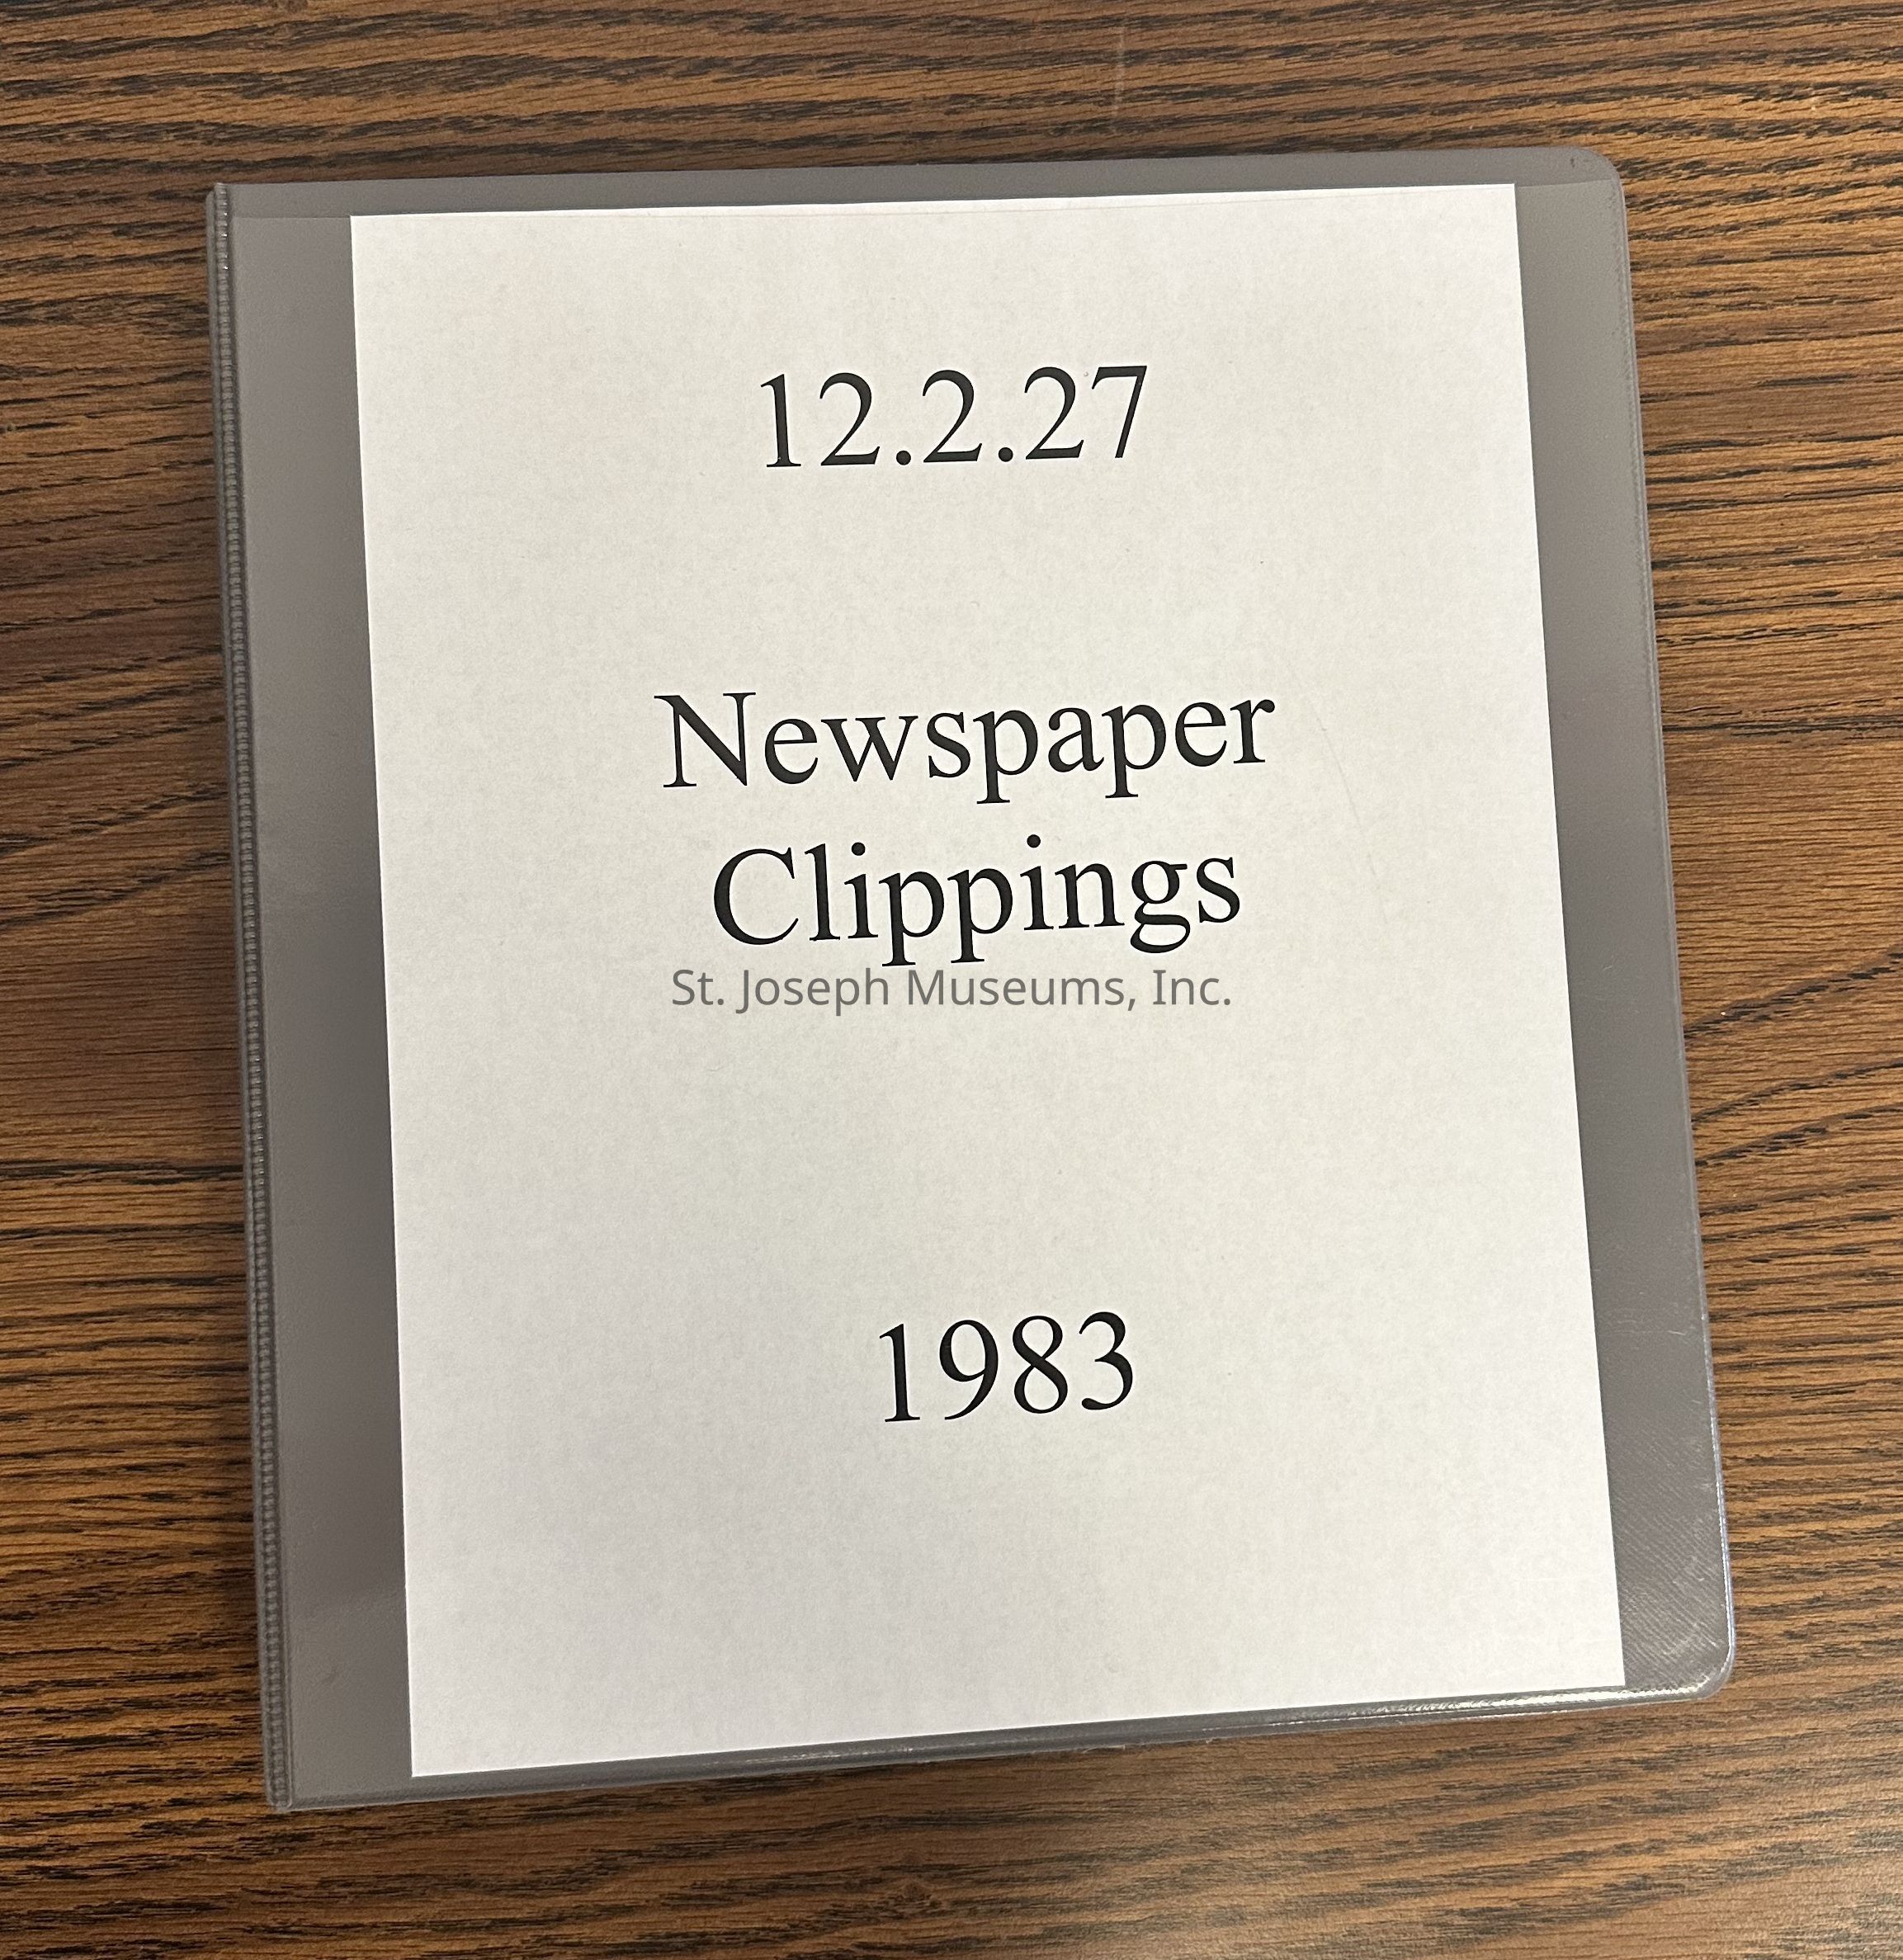 12.2.27
Newspaper
Clippings
St. Joseph Museums, Inc.
1983